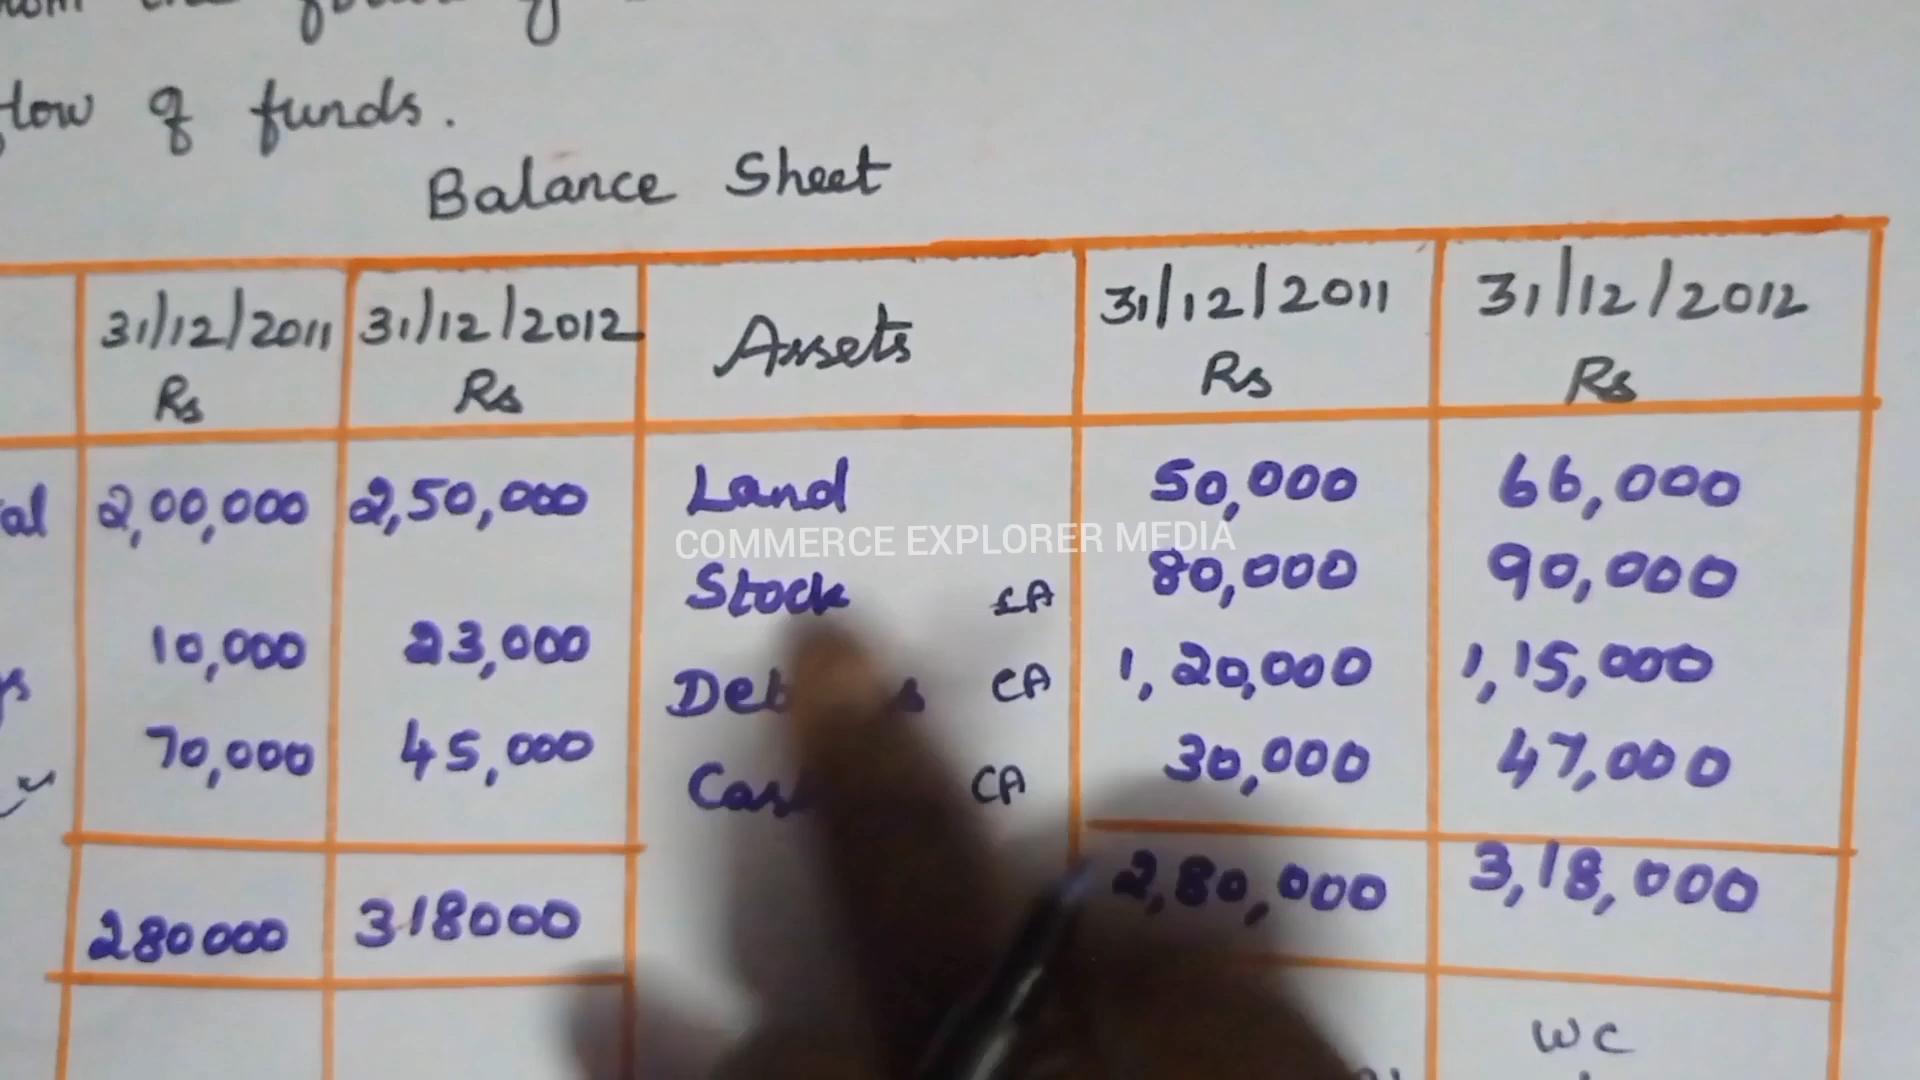 flow of funds.
Balance Sheet
31/12/2011 31/12/2012 Assets 31/12/2011 31/12/2012
Rs Rs Rs Rs
2,00,000 2,50,000 Land 50,000 66,000
COMMERCE EXPLORER MEDIA
Stock CA 80,000 90,000
10,000 23,000 CA 1,20,000 1,15,000
70,000 45,000 CA 30,000 47,000
280000 318000 2,80,000 3,18,000
WC